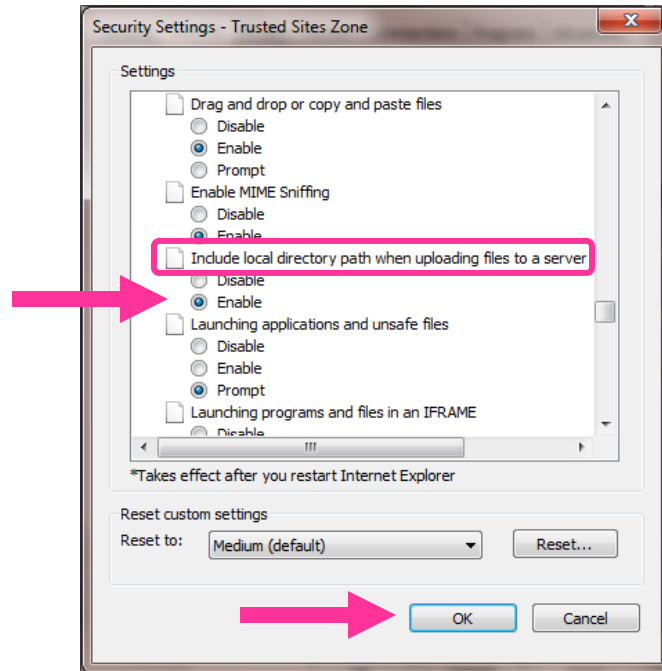 Security Settings - Trusted Sites Zone
Settings
Drag and drop or copy and paste files
Disable
Enable
Prompt
Enable MIME Sniffing
Disable
Enable
Include local directory path when uploading files to a server
Disable
Enable
Launching applications and unsafe files
Disable
Enable
Prompt
Launching programs and files in an IFRAME
Disable
*Takes effect after you restart Internet Explorer
Reset custom settings
Reset to: Medium (default) Reset...
OK Cancel